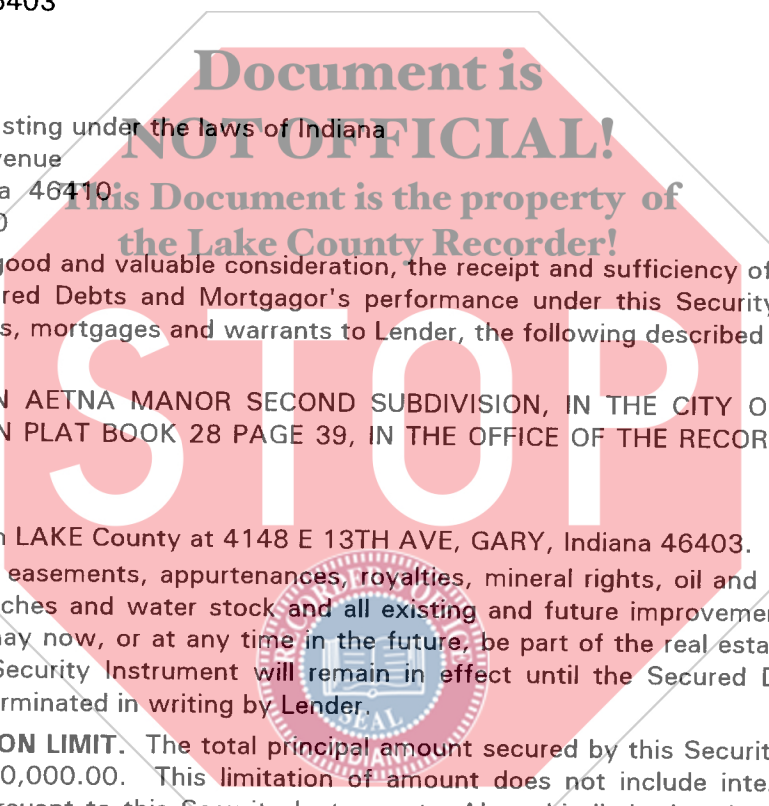 6403
Document is
sting under the laws of Indiana
NOT OFFICIAL!
venue
a 46410
This Document is the property of
0
the Lake County Recorder!
good and valuable consideration, the receipt and sufficiency of
red Debts and Mortgagor's performance under this Security
s, mortgages and warrants to Lender, the following described
STOP
N AETNA MANOR SECOND SUBDIVISION, IN THE CITY O
N PLAT BOOK 28 PAGE 39, IN THE OFFICE OF THE RECOR
n LAKE County at 4148 E 13TH AVE, GARY, Indiana 46403.
easements, appurtenances, royalties, mineral rights, oil and
ches and water stock and all existing and future improvemen
may now, or at any time in the future, be part of the real esta
Security Instrument will remain in effect until the Secured D
erminated in writing by Lender.
SEAL
INDIANA
ON LIMIT. The total principal amount secured by this Securit
0,000.00. This limitation of amount does not include inte